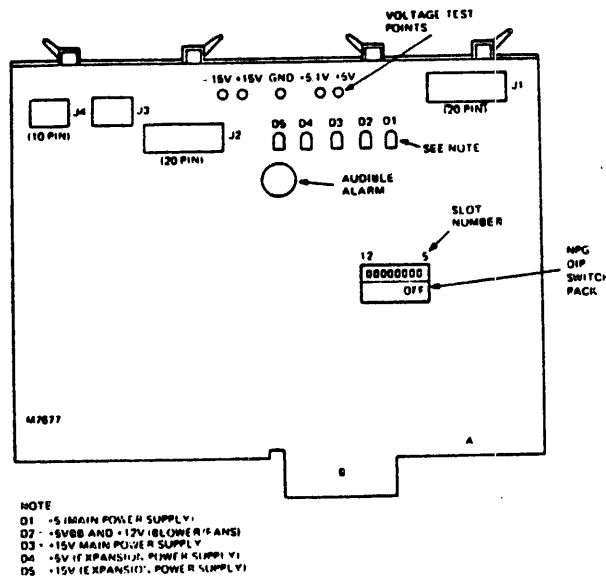 VOLTAGE TEST
POINTS
-15V +15V GND +5.1V +5V
J4
(10 PIN)
J3
J2
(20 PIN)
J1
(20 PIN)
D5 D4 D3 D2 D1
SEE NOTE
AUDIBLE
ALARM
SLOT
NUMBER
12 5
OFF
NPG
DIP
SWITCH
PACK
M7677
A
B
NOTE
D1 - +5 (MAIN POWER SUPPLY)
D2 - +5VBB AND +12V (BLOWER/FANS)
D3 - +15V MAIN POWER SUPPLY
D4 - +5V (EXPANSION POWER SUPPLY)
D5 - +15V (EXPANSION POWER SUPPLY)